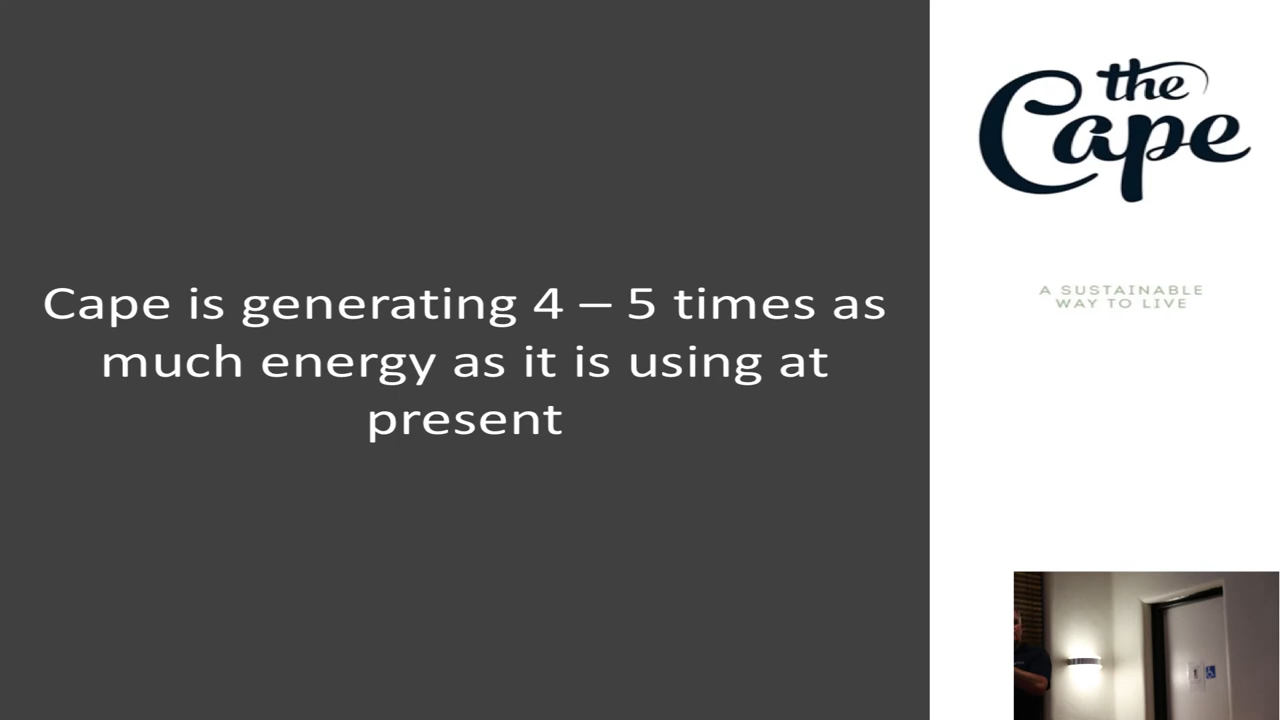 Cape is generating 4 – 5 times as
much energy as it is using at
present
the
Cape
A SUSTAINABLE
WAY TO LIVE